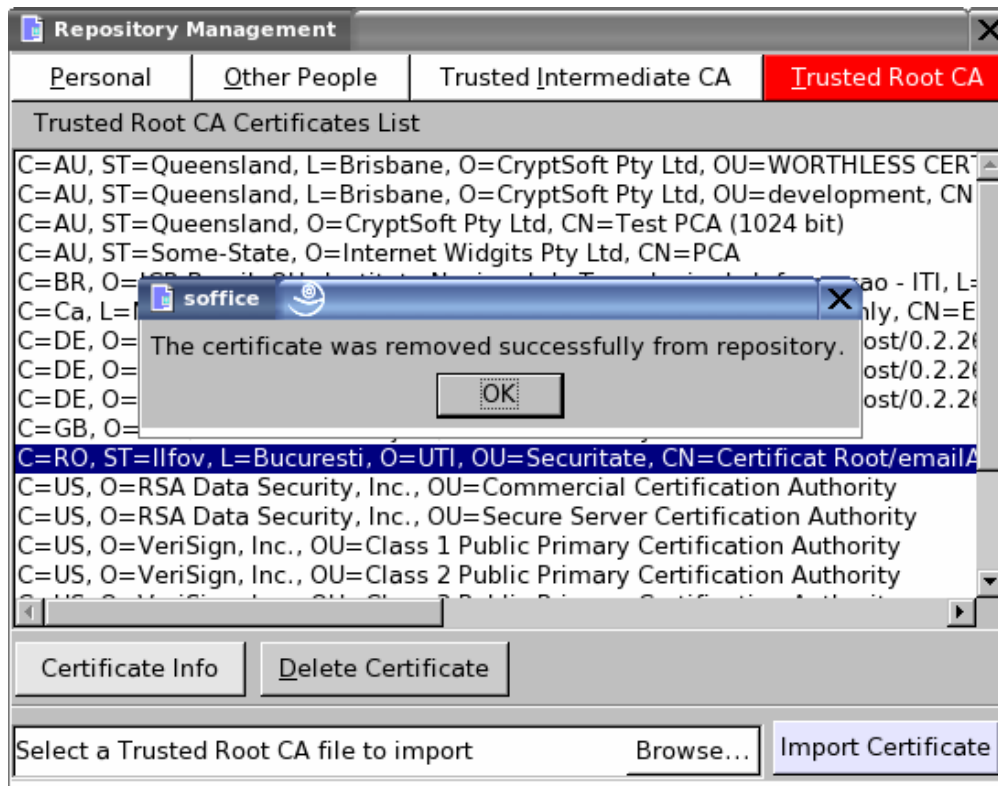 Repository Management
Personal Other People Trusted Intermediate CA Trusted Root CA
Trusted Root CA Certificates List
C=AU, ST=Queensland, L=Brisbane, O=CryptSoft Pty Ltd, OU=WORTHLESS CERT
C=AU, ST=Queensland, L=Brisbane, O=CryptSoft Pty Ltd, OU=development, CN
C=AU, ST=Queensland, O=CryptSoft Pty Ltd, CN=Test PCA (1024 bit)
C=AU, ST=Some-State, O=Internet Widgits Pty Ltd, CN=PCA
C=BR, O= - ITI, L=
C=Ca, CN=E
C=DE, O= ost/0.2.26
C=DE, O= ost/0.2.26
C=DE, O= ost/0.2.26
C=GB, O=
soffice
The certificate was removed successfully from repository.
OK
C=RO, ST=Ilfov, L=Bucuresti, O=UTI, OU=Securitate, CN=Certificat Root/emailA
C=US, O=RSA Data Security, Inc., OU=Commercial Certification Authority
C=US, O=RSA Data Security, Inc., OU=Secure Server Certification Authority
C=US, O=VeriSign, Inc., OU=Class 1 Public Primary Certification Authority
C=US, O=VeriSign, Inc., OU=Class 2 Public Primary Certification Authority
Certificate Info Delete Certificate
Select a Trusted Root CA file to import Browse... Import Certificate